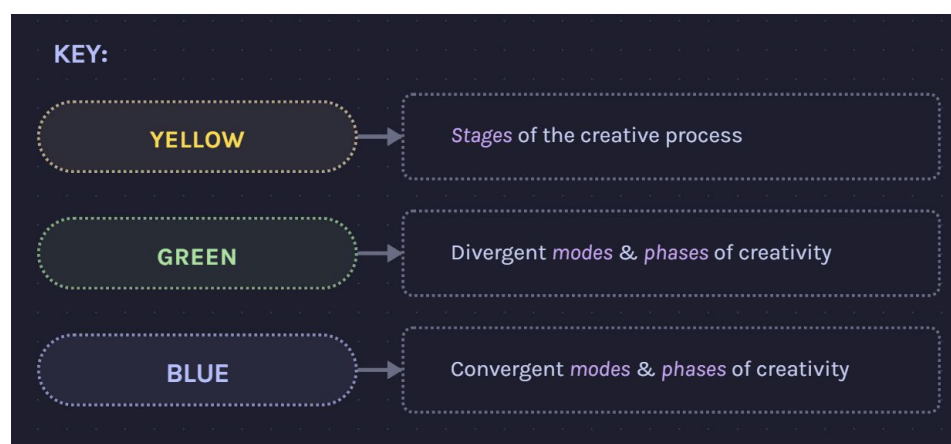 KEY:
YELLOW
Stages of the creative process
GREEN
Divergent modes & phases of creativity
BLUE
Convergent modes & phases of creativity